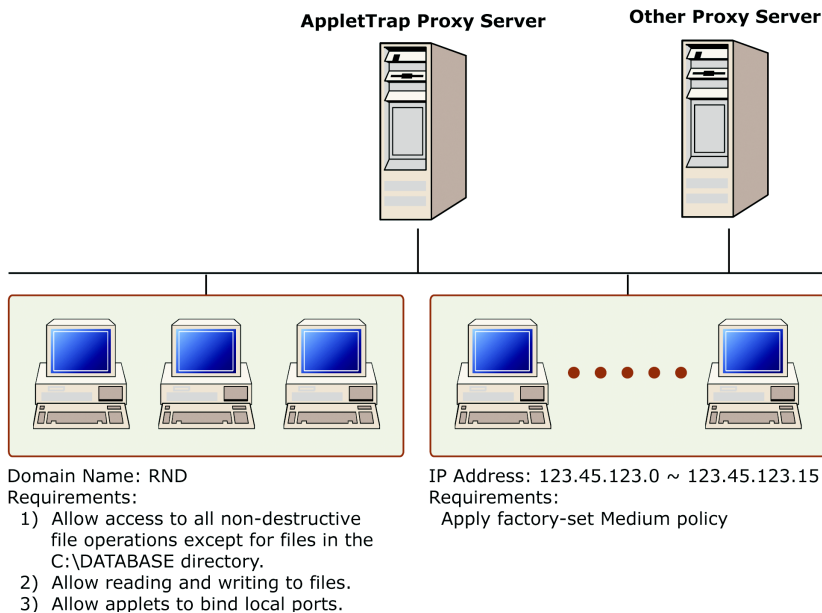 AppletTrap Proxy Server
Other Proxy Server
Domain Name: RND
Requirements:
1) Allow access to all non-destructive
file operations except for files in the
C:\DATABASE directory.
2) Allow reading and writing to files.
3) Allow applets to bind local ports.
IP Address: 123.45.123.0 ~ 123.45.123.15
Requirements:
Apply factory-set Medium policy